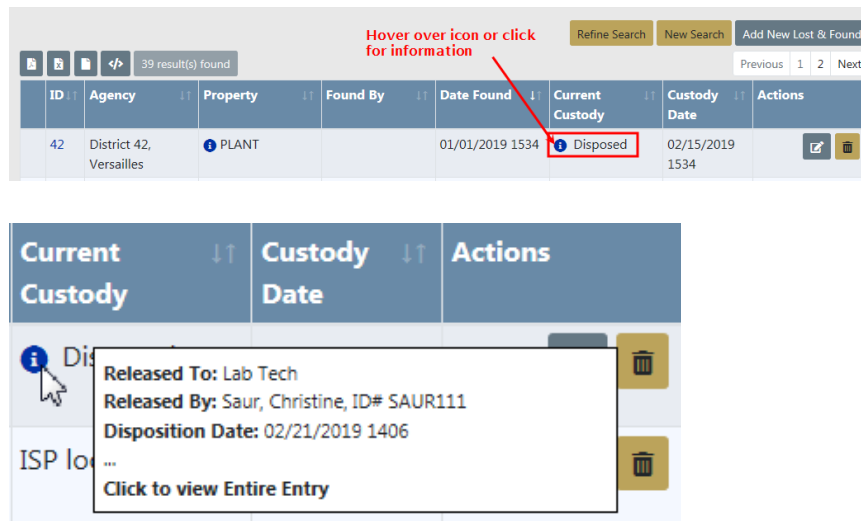 Hover over icon or click
for information
Refine Search New Search Add New Lost & Found
39 result(s) found
Previous 1 2 Next
ID Agency Property Found By Date Found Current Custody Custody Date Actions
42 District 42, Versailles PLANT 01/01/2019 1534 Disposed 02/15/2019 1534
Current Custody Custody Date Actions
Released To: Lab Tech
Released By: Saur, Christine, ID# SAUR111
Disposition Date: 02/21/2019 1406
...
Click to view Entire Entry
ISP